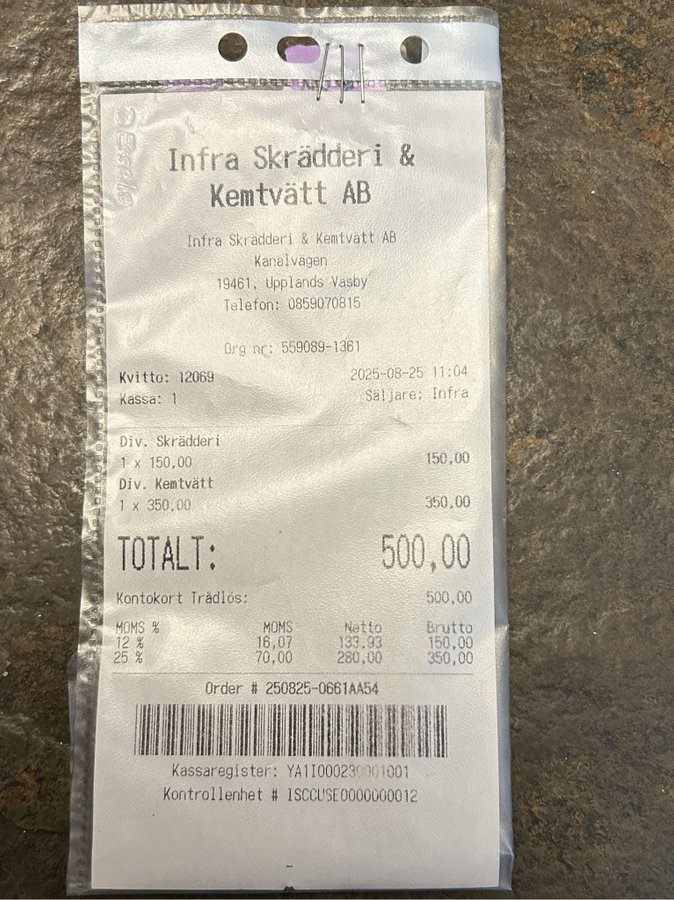 Infra Skrädderi &
Kemtvätt AB
Infra Skrädderi & Kemtvätt AB
Kanalvägen
19461, Upplands Väsby
Telefon: 0859070815
Org nr: 559089-1361
Kvitto: 12069 2025-08-25 11:04
Kassa: 1 Säljare: Infra
Div. Skrädderi
1 x 150,00 150,00
Div. Kemtvätt
1 x 350,00 350,00
TOTALT: 500,00
Kontokort Trådlös: 500,00
MOMS % MOMS Netto Brutto
12 % 16,07 133,93 150,00
25 % 70,00 280,00 350,00
Order # 250825-0661AA54
Kassaregister: YA1I000230001001
Kontrollenhet # ISCCUSE0000000012